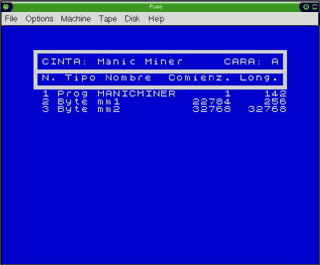 Fuse
File Options Machine Tape Disk Help
CINTA: Manic Miner CARA: A
N. Tipo Nombre Comienz. Long.
1 Prog MANICMINER 1 142
2 Byte mm1 22784 256
3 Byte mm2 32768 32768